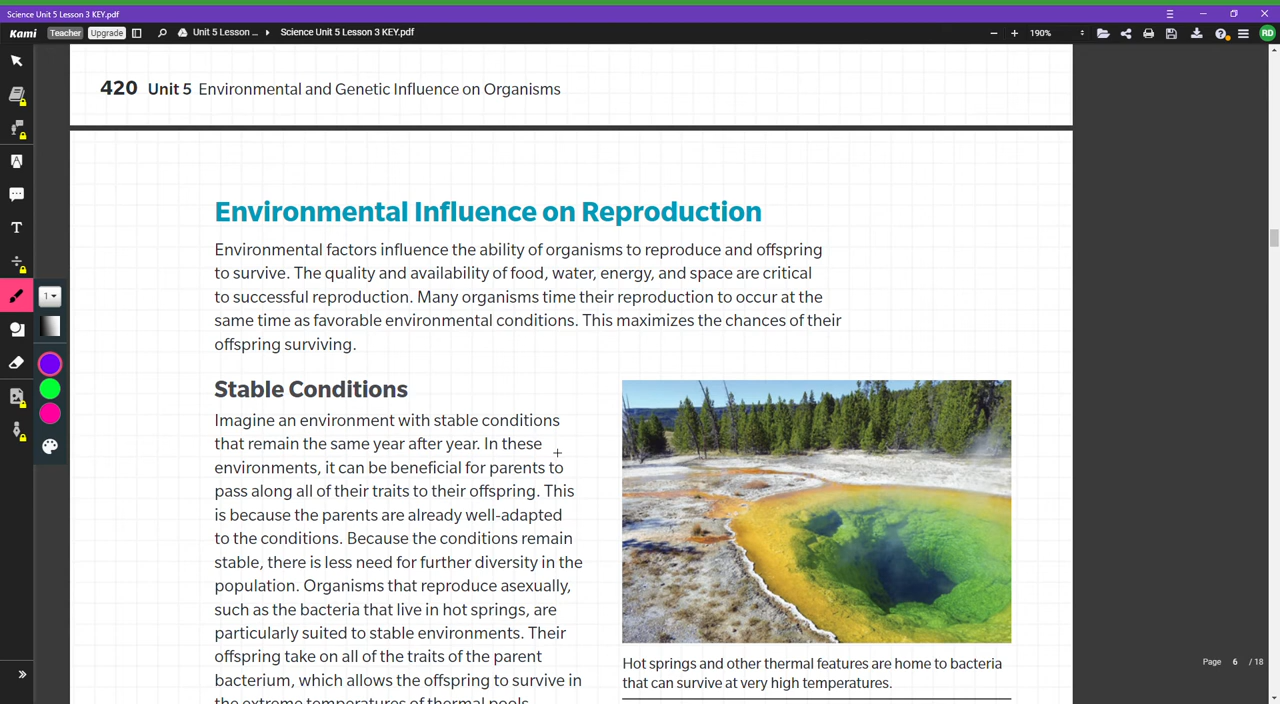 Science Unit 5 Lesson 3 KEY.pdf
Kami Teacher Upgrade Unit 5 Lesson ... Science Unit 5 Lesson 3 KEY.pdf 190% RD
420 Unit 5 Environmental and Genetic Influence on Organisms
Environmental Influence on Reproduction
Environmental factors influence the ability of organisms to reproduce and offspring
to survive. The quality and availability of food, water, energy, and space are critical
to successful reproduction. Many organisms time their reproduction to occur at the
same time as favorable environmental conditions. This maximizes the chances of their
offspring surviving.
Stable Conditions
Imagine an environment with stable conditions
that remain the same year after year. In these
environments, it can be beneficial for parents to
pass along all of their traits to their offspring. This
is because the parents are already well-adapted
to the conditions. Because the conditions remain
stable, there is less need for further diversity in the
population. Organisms that reproduce asexually,
such as the bacteria that live in hot springs, are
particularly suited to stable environments. Their
offspring take on all of the traits of the parent
bacterium, which allows the offspring to survive in
the extreme temperatures of thermal pools.
Hot springs and other thermal features are home to bacteria
that can survive at very high temperatures.
Page 6 / 18
1
T